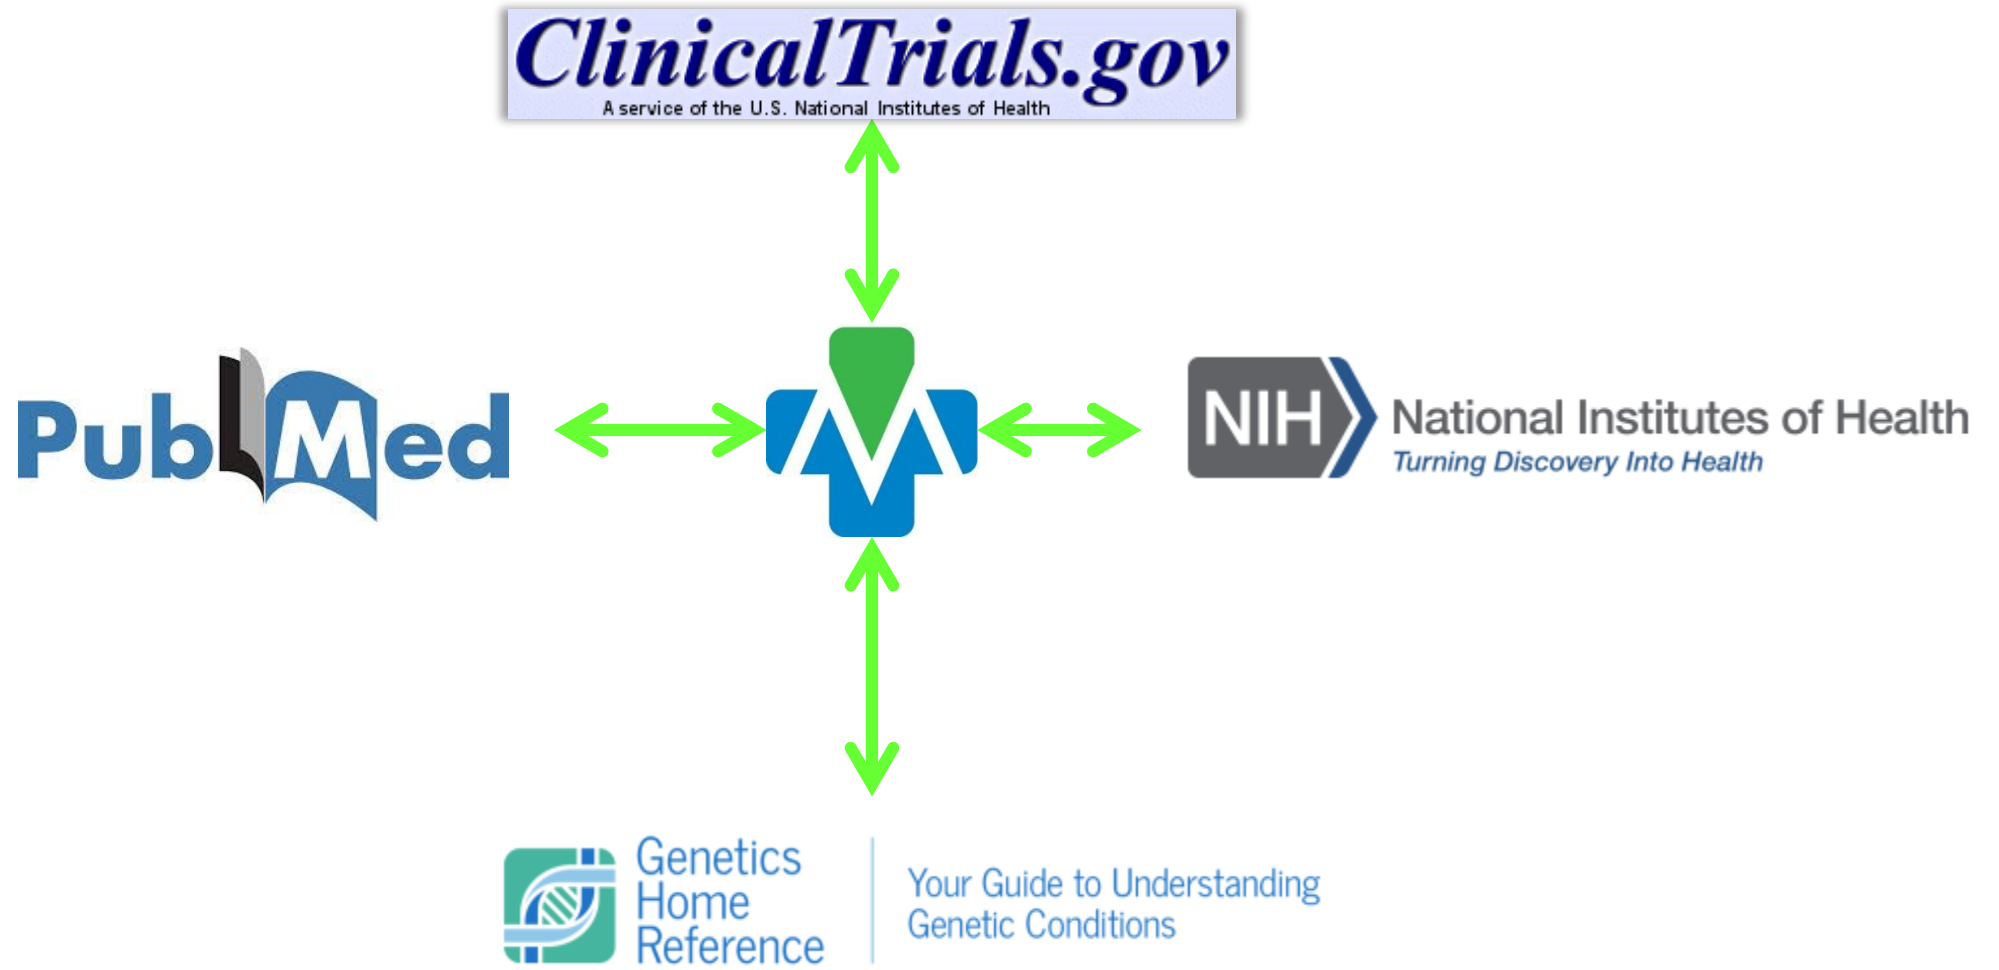 ClinicalTrials.gov
A service of the U.S. National Institutes of Health
PubMed
NIH
National Institutes of Health
Turning Discovery Into Health
Genetics
Home
Reference
Your Guide to Understanding
Genetic Conditions